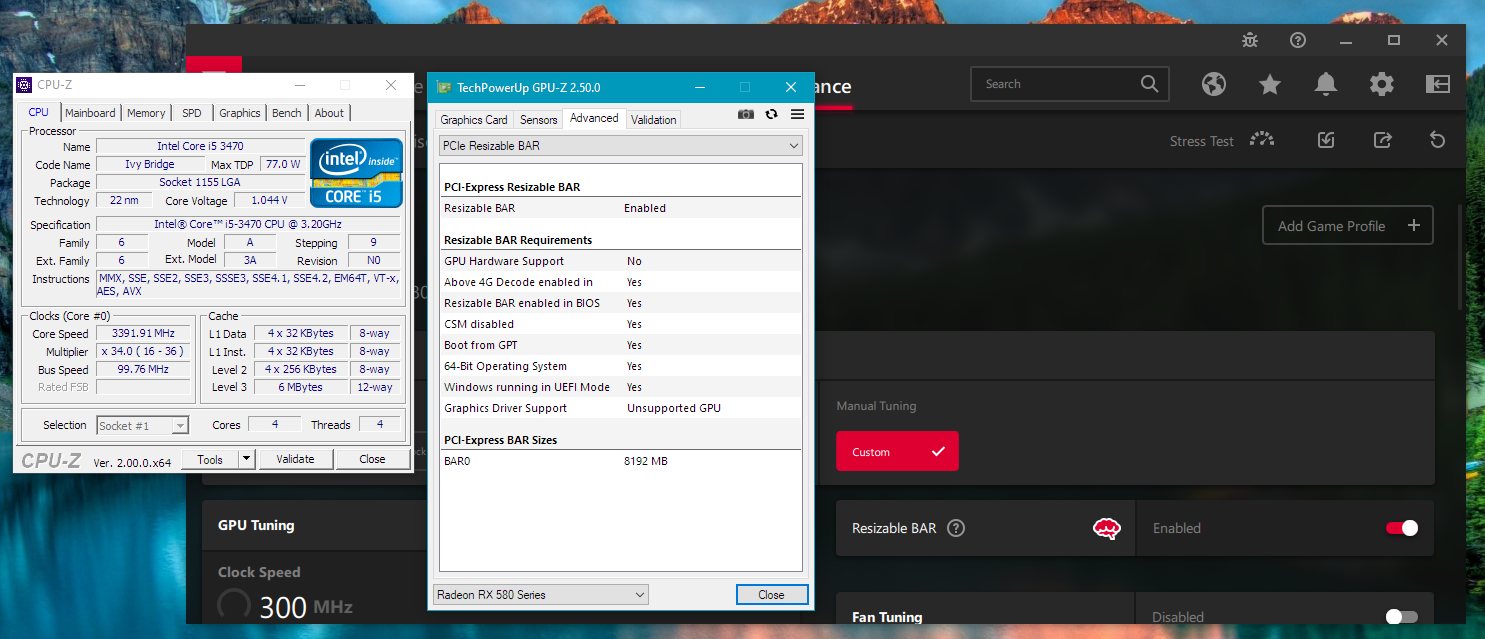 CPU-Z
CPU Mainboard Memory SPD Graphics Bench About
Processor
Name Intel Core i5 3470
Code Name Ivy Bridge Max TDP 77.0 W
Package Socket 1155 LGA
Technology 22 nm Core Voltage 1.044 V
intel inside™
CORE™ i5
Specification Intel® Core™ i5-3470 CPU @ 3.20GHz
Family 6 Model A Stepping 9
Ext. Family 6 Ext. Model 3A Revision N0
Instructions MMX, SSE, SSE2, SSE3, SSSE3, SSE4.1, SSE4.2, EM64T, VT-x,
AES, AVX
Clocks (Core #0)
Core Speed 3391.91 MHz
Multiplier x 34.0 ( 16 - 36 )
Bus Speed 99.76 MHz
Rated FSB
Cache
L1 Data 4 x 32 KBytes 8-way
L1 Inst. 4 x 32 KBytes 8-way
Level 2 4 x 256 KBytes 8-way
Level 3 6 MBytes 12-way
Selection Socket #1 Cores 4 Threads 4
CPU-Z Ver. 2.00.0.x64 Tools Validate Close
TechPowerUp GPU-Z 2.50.0
Graphics Card Sensors Advanced Validation
PCIe Resizable BAR
PCI-Express Resizable BAR
Resizable BAR Enabled
Resizable BAR Requirements
GPU Hardware Support No
Above 4G Decode enabled in Yes
Resizable BAR enabled in BIOS Yes
CSM disabled Yes
Boot from GPT Yes
64-Bit Operating System Yes
Windows running in UEFI Mode Yes
Graphics Driver Support Unsupported GPU
PCI-Express BAR Sizes
BAR0 8192 MB
Radeon RX 580 Series Close
ance
Search
Stress Test
Add Game Profile
Manual Tuning
Custom
GPU Tuning
Clock Speed
300 MHz
Resizable BAR Enabled
Fan Tuning Disabled